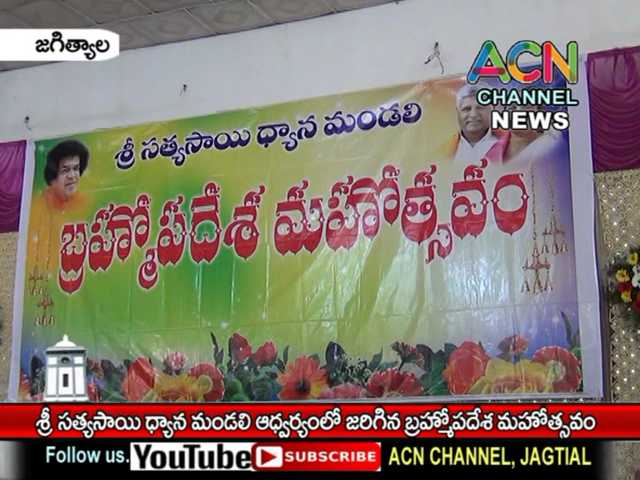 జగిత్యాల
ACN
CHANNEL
NEWS
శ్రీ సత్యసాయి ధ్యాన మండలి
బ్రహ్మోపదేశ మహోత్సవం
శ్రీ సత్యసాయి ధ్యాన మండలి ఆధ్వర్యంలో జరిగిన బ్రహ్మోపదేశ మహోత్సవం
Follow us. YouTube SUBSCRIBE ACN CHANNEL, JAGTIAL